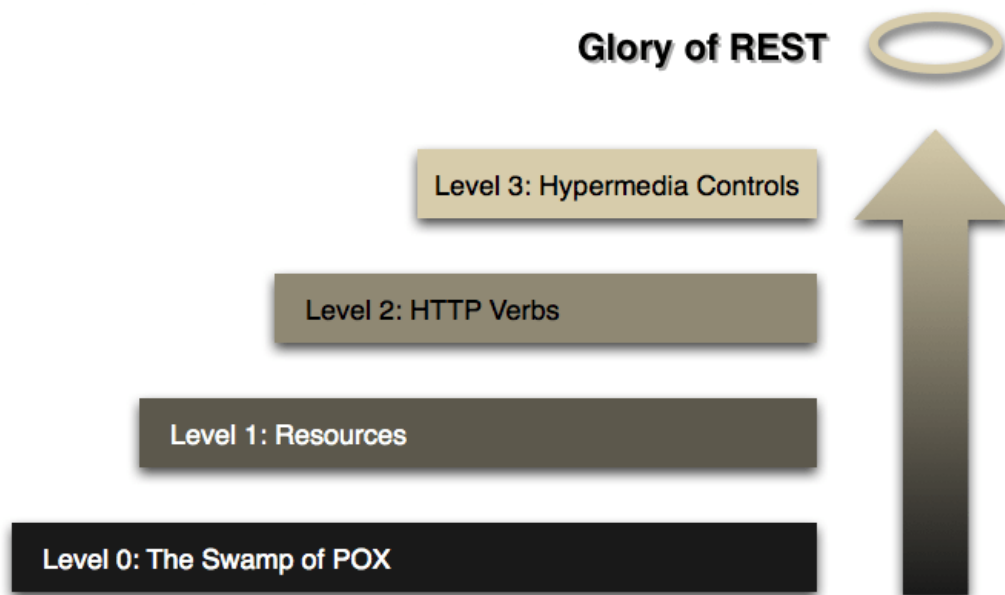 Glory of REST
Level 3: Hypermedia Controls
Level 2: HTTP Verbs
Level 1: Resources
Level 0: The Swamp of POX